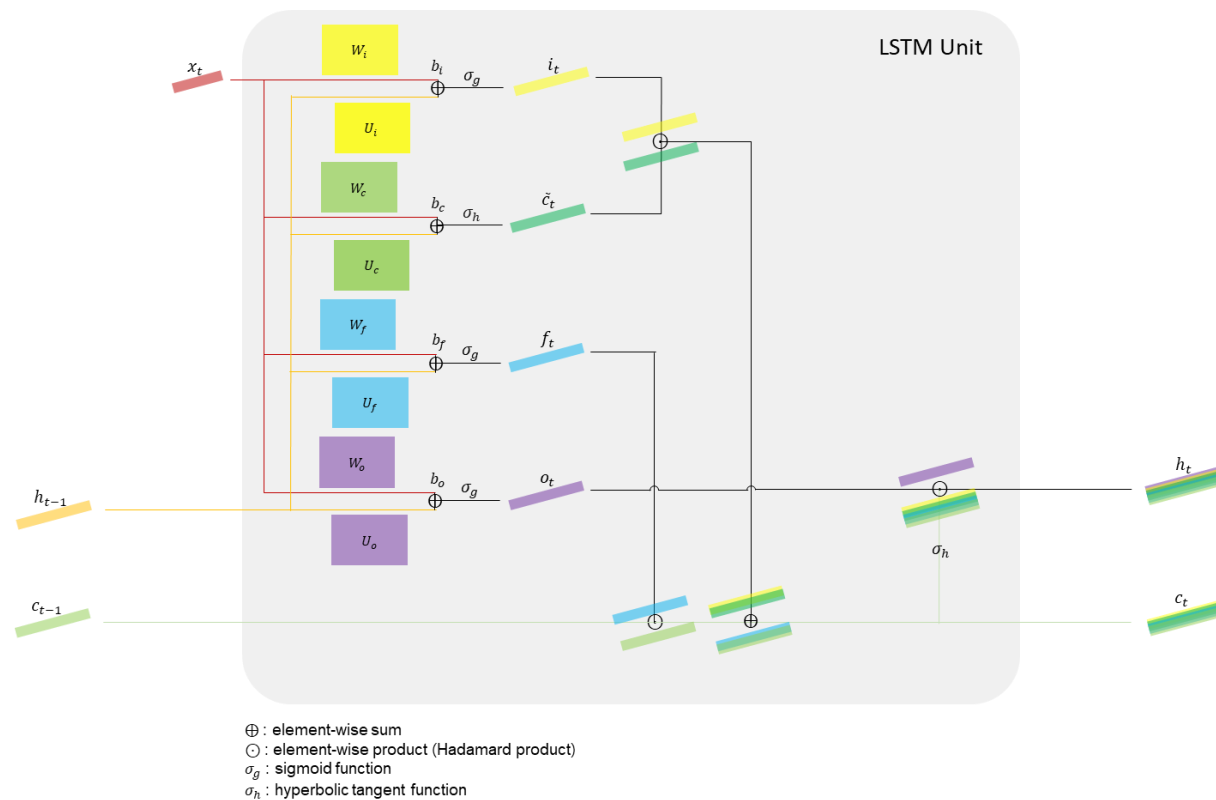 LSTM Unit
W_i
x_t
b_i
σ_g
i_t
U_i
W_c
b_c
σ_h
c̃_t
U_c
W_f
b_f
σ_g
f_t
U_f
W_o
h_{t−1}
b_o
σ_g
o_t
h_t
U_o
σ_h
c_{t−1}
c_t
⊕ : element-wise sum
⊙ : element-wise product (Hadamard product)
σ_g : sigmoid function
σ_h : hyperbolic tangent function